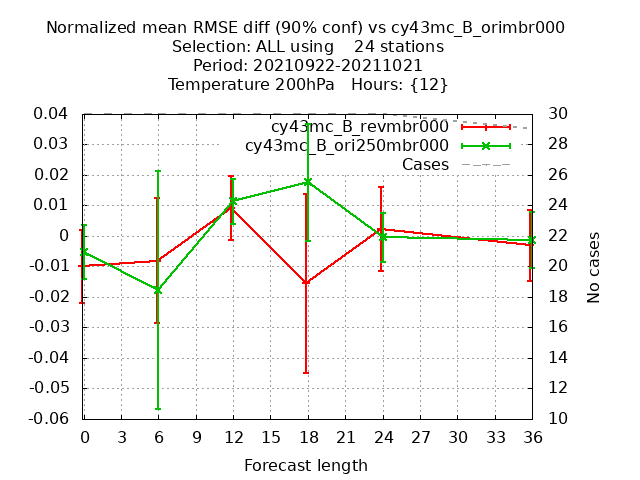 Normalized mean RMSE diff (90% conf) vs cy43mc_B_orimbr000
Selection: ALL using    24 stations
Period: 20210922-20211021
Temperature 200hPa   Hours: {12}
cy43mc_B_revmbr000
cy43mc_B_ori250mbr000
Cases
0.04
0.03
0.02
0.01
0
-0.01
-0.02
-0.03
-0.04
-0.05
-0.06
30
28
26
24
22
20
18
16
14
12
10
No cases
0 3 6 9 12 15 18 21 24 27 30 33 36
Forecast length